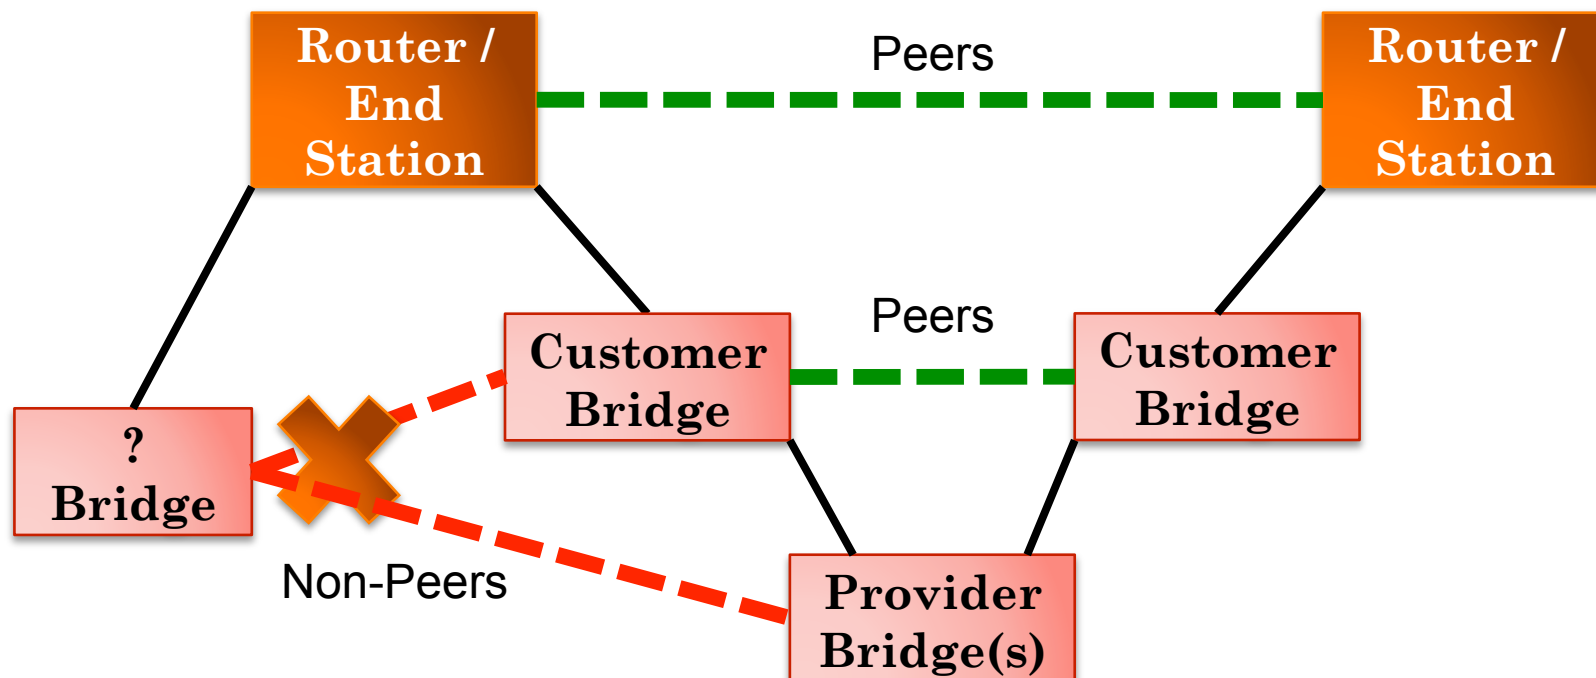 Router /
End
Station
Peers
Router /
End
Station
Peers
Customer
Bridge
Customer
Bridge
?
Bridge
Non-Peers
Provider
Bridge(s)